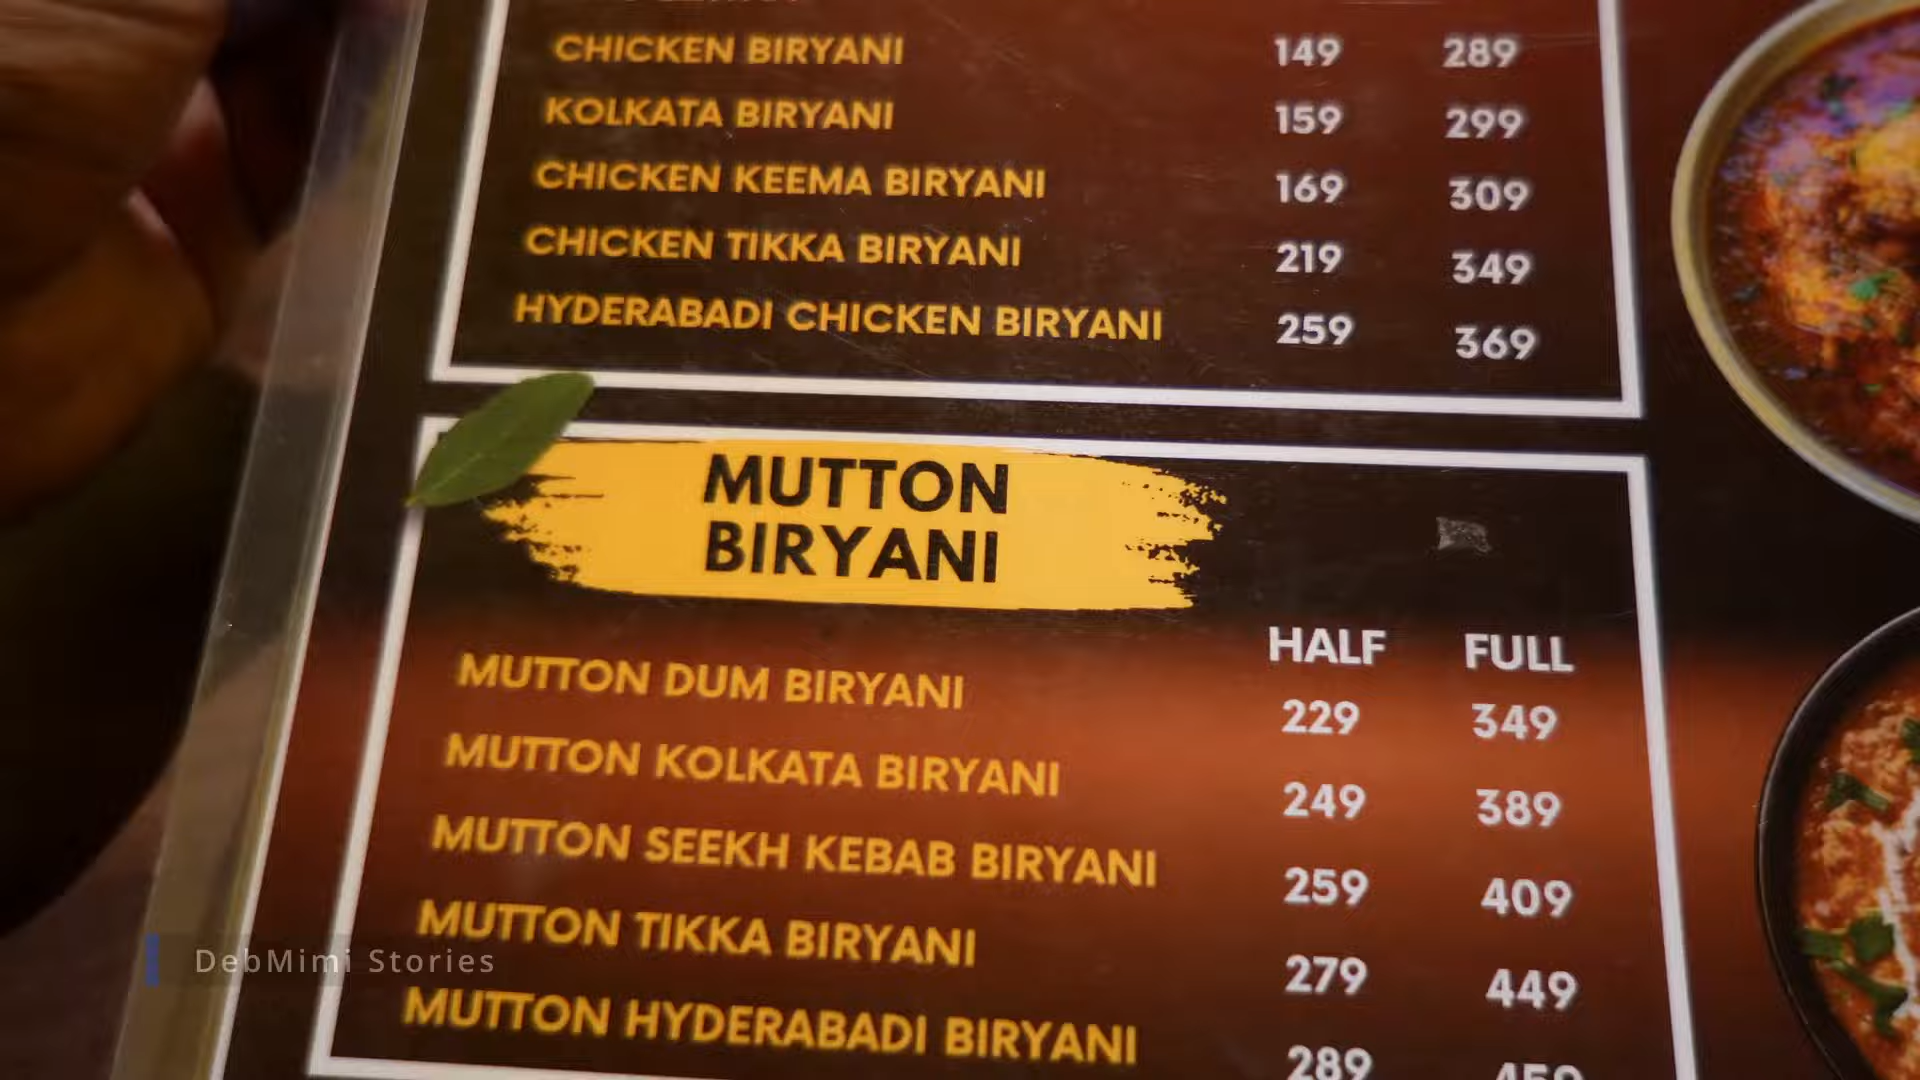 CHICKEN BIRYANI 149 289
KOLKATA BIRYANI 159 299
CHICKEN KEEMA BIRYANI 169 309
CHICKEN TIKKA BIRYANI 219 349
HYDERABADI CHICKEN BIRYANI 259 369
MUTTON
BIRYANI
HALF FULL
MUTTON DUM BIRYANI 229 349
MUTTON KOLKATA BIRYANI 249 389
MUTTON SEEKH KEBAB BIRYANI 259 409
MUTTON TIKKA BIRYANI 279 449
MUTTON HYDERABADI BIRYANI 289
DebMimi Stories